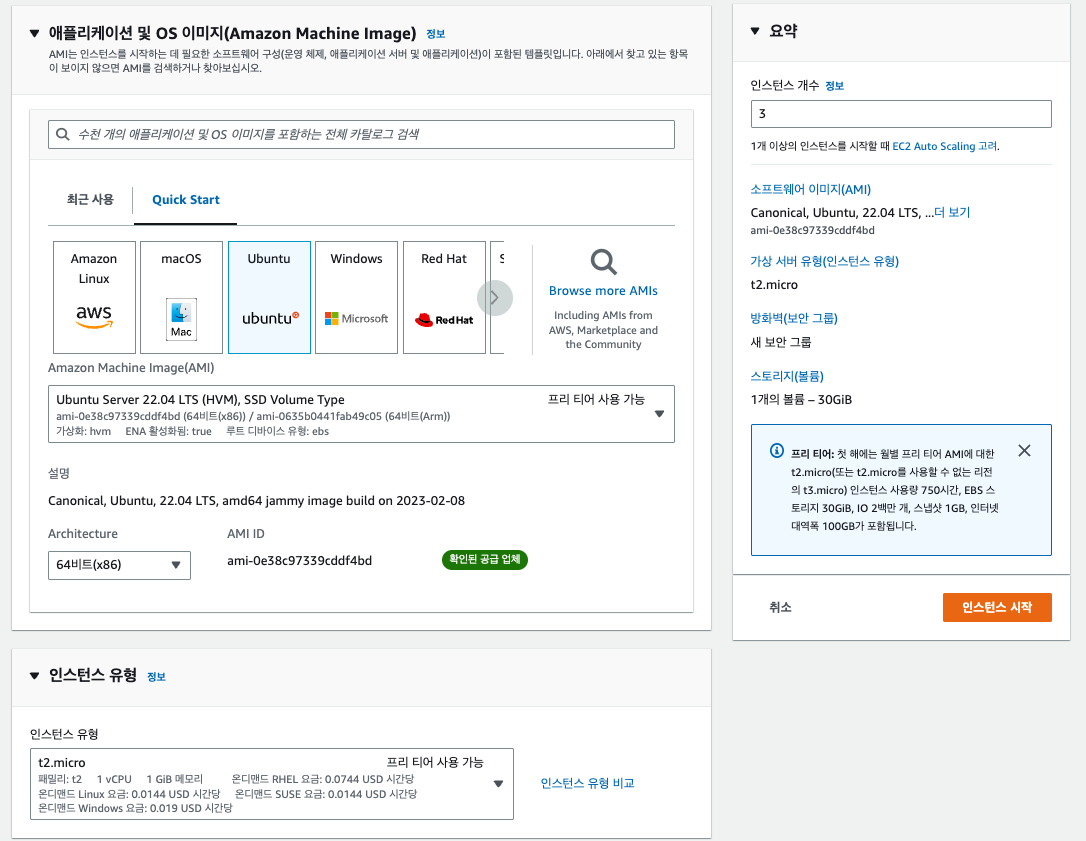 애플리케이션 및 OS 이미지(Amazon Machine Image) 정보
AMI는 인스턴스를 시작하는 데 필요한 소프트웨어 구성(운영 체제, 애플리케이션 서버 및 애플리케이션)이 포함된 템플릿입니다. 아래에서 찾고 있는 항목
이 보이지 않으면 AMI를 검색하거나 찾아보십시오.
수천 개의 애플리케이션 및 OS 이미지를 포함하는 전체 카탈로그 검색
최근 사용
Quick Start
Amazon
Linux
aws
macOS
Mac
Ubuntu
ubuntu
Windows
Microsoft
Red Hat
Red Hat
S
Browse more AMIs
Including AMIs from
AWS, Marketplace and
the Community
Amazon Machine Image(AMI)
Ubuntu Server 22.04 LTS (HVM), SSD Volume Type
프리 티어 사용 가능
ami-0e38c97339cddf4bd (64비트(x86)) / ami-0635b0441fab49c05 (64비트(Arm))
가상화: hvm ENA 활성화됨: true 루트 디바이스 유형: ebs
설명
Canonical, Ubuntu, 22.04 LTS, amd64 jammy image build on 2023-02-08
Architecture
AMI ID
64비트(x86)
ami-0e38c97339cddf4bd
확인된 공급 업체
인스턴스 유형 정보
인스턴스 유형
t2.micro
프리 티어 사용 가능
패밀리: t2 1 vCPU 1 GiB 메모리 온디맨드 RHEL 요금: 0.0744 USD 시간당
온디맨드 Linux 요금: 0.0144 USD 시간당 온디맨드 SUSE 요금: 0.0144 USD 시간당
온디맨드 Windows 요금: 0.019 USD 시간당
인스턴스 유형 비교
요약
인스턴스 개수 정보
3
1개 이상의 인스턴스를 시작할 때 EC2 Auto Scaling 고려.
소프트웨어 이미지(AMI)
Canonical, Ubuntu, 22.04 LTS, ...더 보기
ami-0e38c97339cddf4bd
가상 서버 유형(인스턴스 유형)
t2.micro
방화벽(보안 그룹)
새 보안 그룹
스토리지(볼륨)
1개의 볼륨 – 30GiB
프리 티어: 첫 해에는 월별 프리 티어 AMI에 대한
t2.micro(또는 t2.micro를 사용할 수 없는 리전
의 t3.micro) 인스턴스 사용량 750시간, EBS 스
토리지 30GiB, IO 2백만 개, 스냅샷 1GB, 인터넷
대역폭 100GB가 포함됩니다.
취소
인스턴스 시작